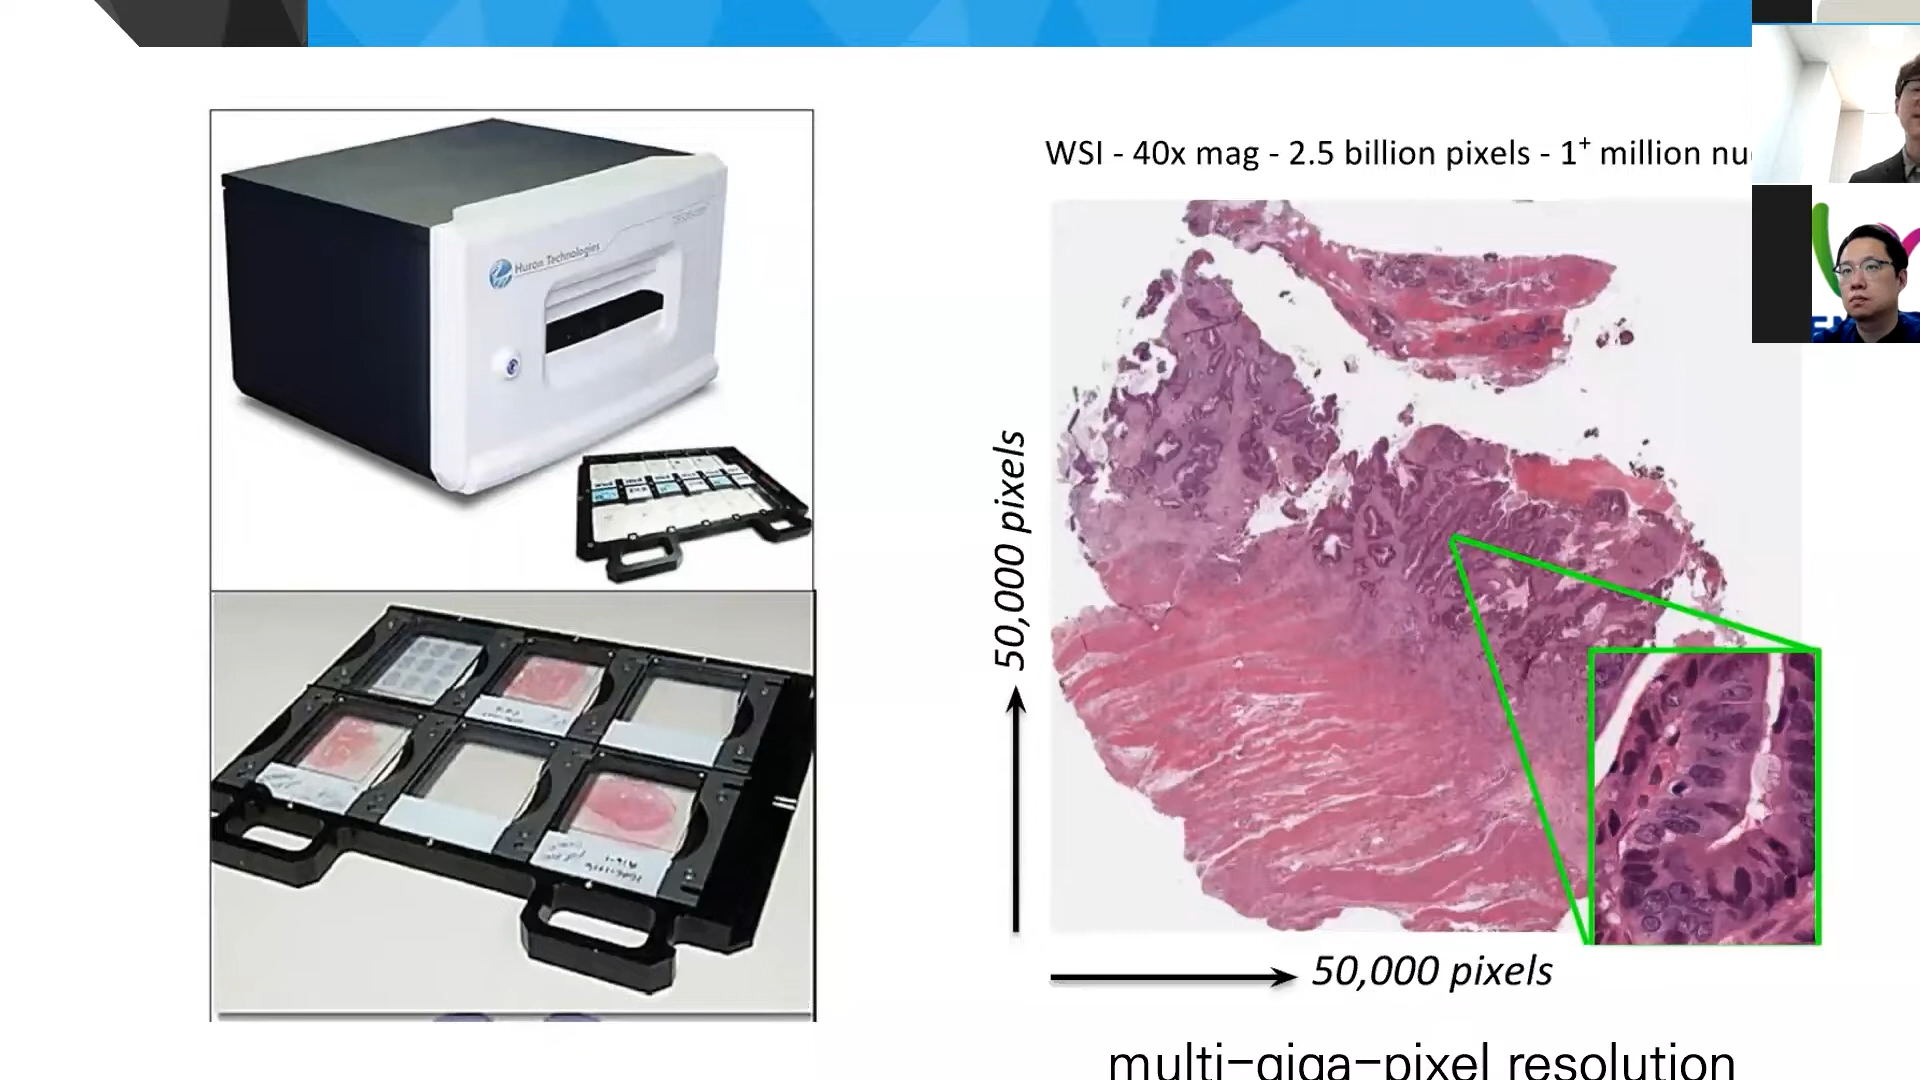 Huron Technologies
WSI - 40x mag - 2.5 billion pixels - 1+ million nu
50,000 pixels
50,000 pixels
multi-giga-pixel resolution